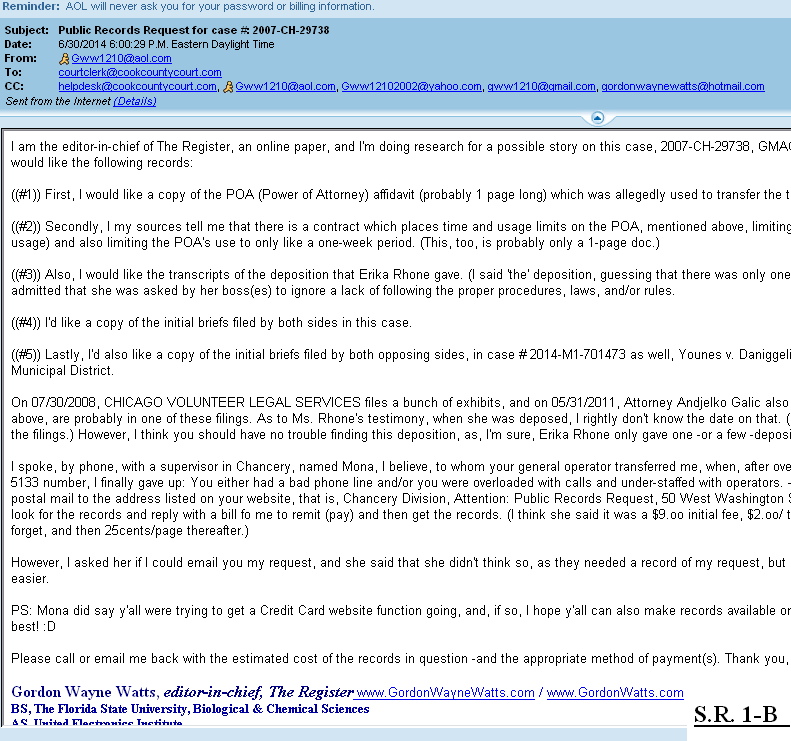 Reminder: AOL will never ask you for your password or billing information.
Subject: Public Records Request for case #: 2007-CH-29738
Date: 6/30/2014 6:00:29 P.M. Eastern Daylight Time
From: Gww1210@aol.com
To: courtclerk@cookcountycourt.com
CC: helpdesk@cookcountycourt.com, Gww1210@aol.com, Gww12102002@yahoo.com, gww1210@gmail.com, gordonwaynewatts@hotmail.com
Sent from the Internet (Details)
I am the editor-in-chief of The Register, an online paper, and I'm doing research for a possible story on this case, 2007-CH-29738, GMAC
would like the following records:
((#1)) First, I would like a copy of the POA (Power of Attorney) affidavit (probably 1 page long) which was allegedly used to transfer the t
((#2)) Secondly, I my sources tell me that there is a contract which places time and usage limits on the POA, mentioned above, limiting
usage) and also limiting the POA's use to only like a one-week period. (This, too, is probably only a 1-page doc.)
((#3)) Also, I would like the transcripts of the deposition that Erika Rhone gave. (I said 'the' deposition, guessing that there was only one
admitted that she was asked by her boss(es) to ignore a lack of following the proper procedures, laws, and/or rules.
((#4)) I'd like a copy of the initial briefs filed by both sides in this case.
((#5)) Lastly, I'd also like a copy of the initial briefs filed by both opposing sides, in case # 2014-M1-701473 as well, Younes v. Daniggeli
Municipal District.
On 07/30/2008, CHICAGO VOLUNTEER LEGAL SERVICES files a bunch of exhibits, and on 05/31/2011, Attorney Andjelko Galic also
above, are probably in one of these filings. As to Ms. Rhone's testimony, when she was deposed, I rightly don't know the date on that. (
the filings.) However, I think you should have no trouble finding this deposition, as, I'm sure, Erika Rhone only gave one -or a few -deposi
I spoke, by phone, with a supervisor in Chancery, named Mona, I believe, to whom your general operator transferred me, when, after ove
5133 number, I finally gave up: You either had a bad phone line and/or you were overloaded with calls and under-staffed with operators. -
postal mail to the address listed on your website, that is, Chancery Division, Attention: Public Records Request, 50 West Washington S
look for the records and reply with a bill fo me to remit (pay) and then get the records. (I think she said it was a $9.oo initial fee, $2.oo/ t
forget, and then 25cents/page thereafter.)
However, I asked her if I could email you my request, and she said that she didn't think so, as they needed a record of my request, but
easier.
PS: Mona did say y'all were trying to get a Credit Card website function going, and, if so, I hope y'all can also make records available or
best! :D
Please call or email me back with the estimated cost of the records in question -and the appropriate method of payment(s). Thank you,
Gordon Wayne Watts, editor-in-chief, The Register www.GordonWayneWatts.com / www.GordonWatts.com
BS, The Florida State University, Biological & Chemical Sciences
AS, United Electronics Institute
S.R. 1-B